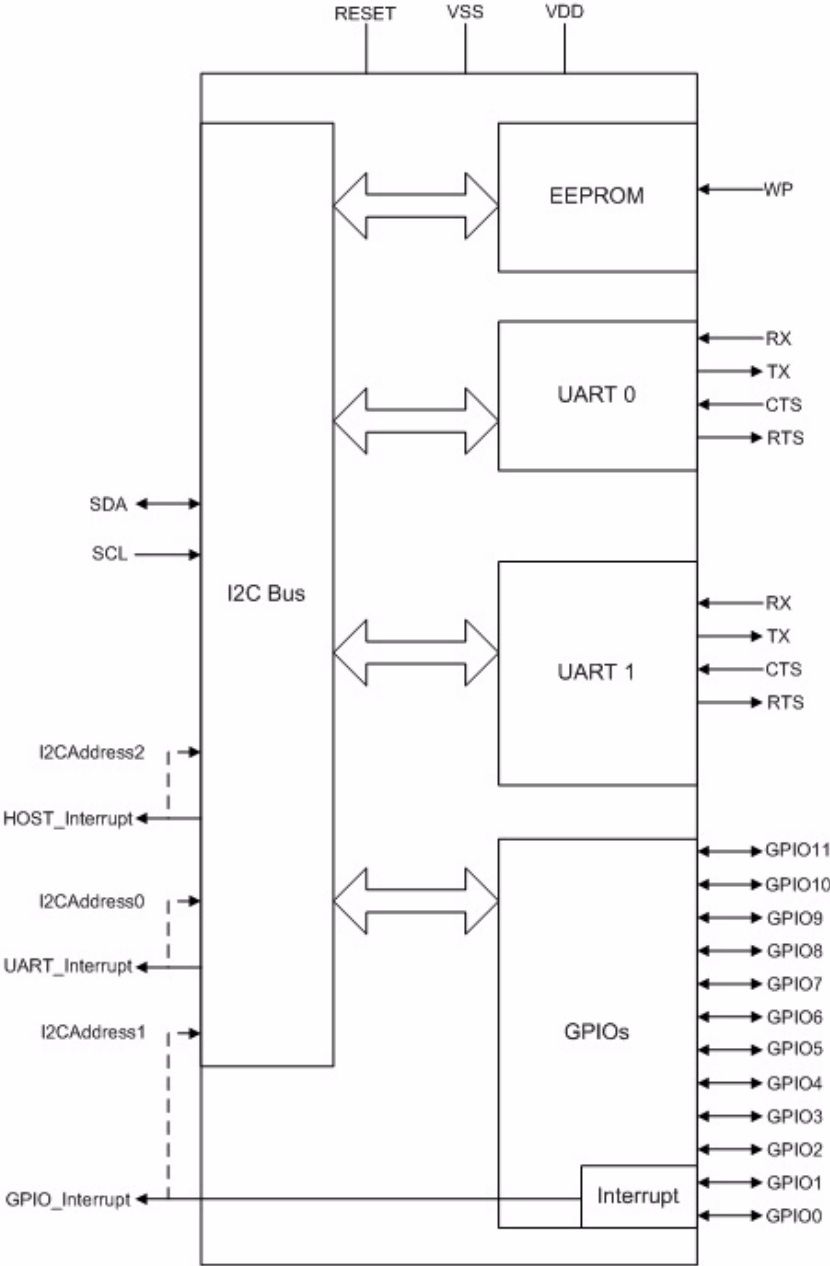 RESET VSS VDD
EEPROM
WP
UART 0
RX
TX
CTS
RTS
SDA
SCL
I2C Bus
UART 1
RX
TX
CTS
RTS
I2CAddress2
HOST_Interrupt
I2CAddress0
UART_Interrupt
I2CAddress1
GPIO_Interrupt
GPIOs
Interrupt
GPIO11
GPIO10
GPIO9
GPIO8
GPIO7
GPIO6
GPIO5
GPIO4
GPIO3
GPIO2
GPIO1
GPIO0